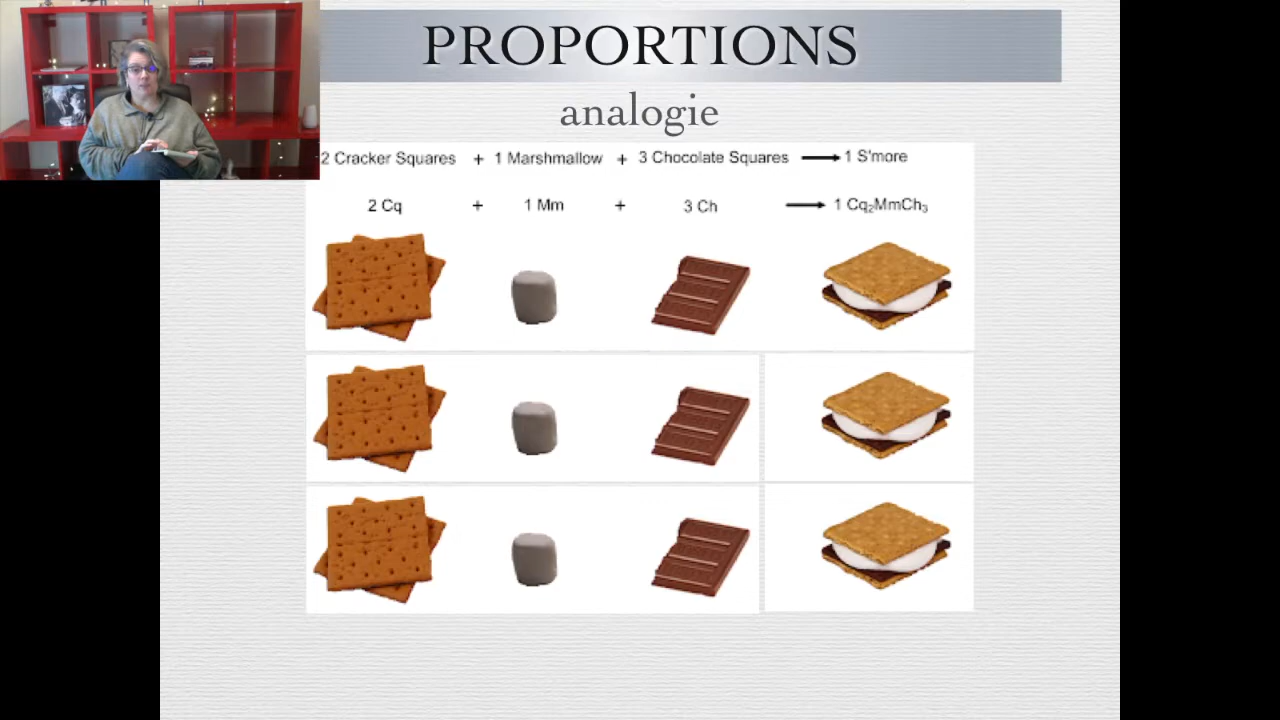 PROPORTIONS
analogie
2 Cracker Squares + 1 Marshmallow + 3 Chocolate Squares ⟶ 1 S'more
2 Cq + 1 Mm + 3 Ch ⟶ 1 Cq₂MmCh₃